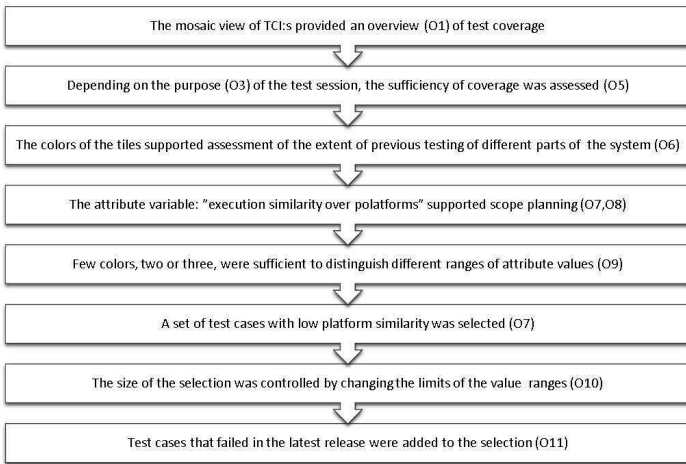 The mosaic view of TCI:s provided an overview (O1) of test coverage
Depending on the purpose (O3) of the test session, the sufficiency of coverage was assessed (O5)
The colors of the tiles supported assessment of the extent of previous testing of different parts of the system (O6)
The attribute variable: ”execution similarity over polatforms” supported scope planning (O7,O8)
Few colors, two or three, were sufficient to distinguish different ranges of attribute values (O9)
A set of test cases with low platform similarity was selected (O7)
The size of the selection was controlled by changing the limits of the value ranges (O10)
Test cases that failed in the latest release were added to the selection (O11)